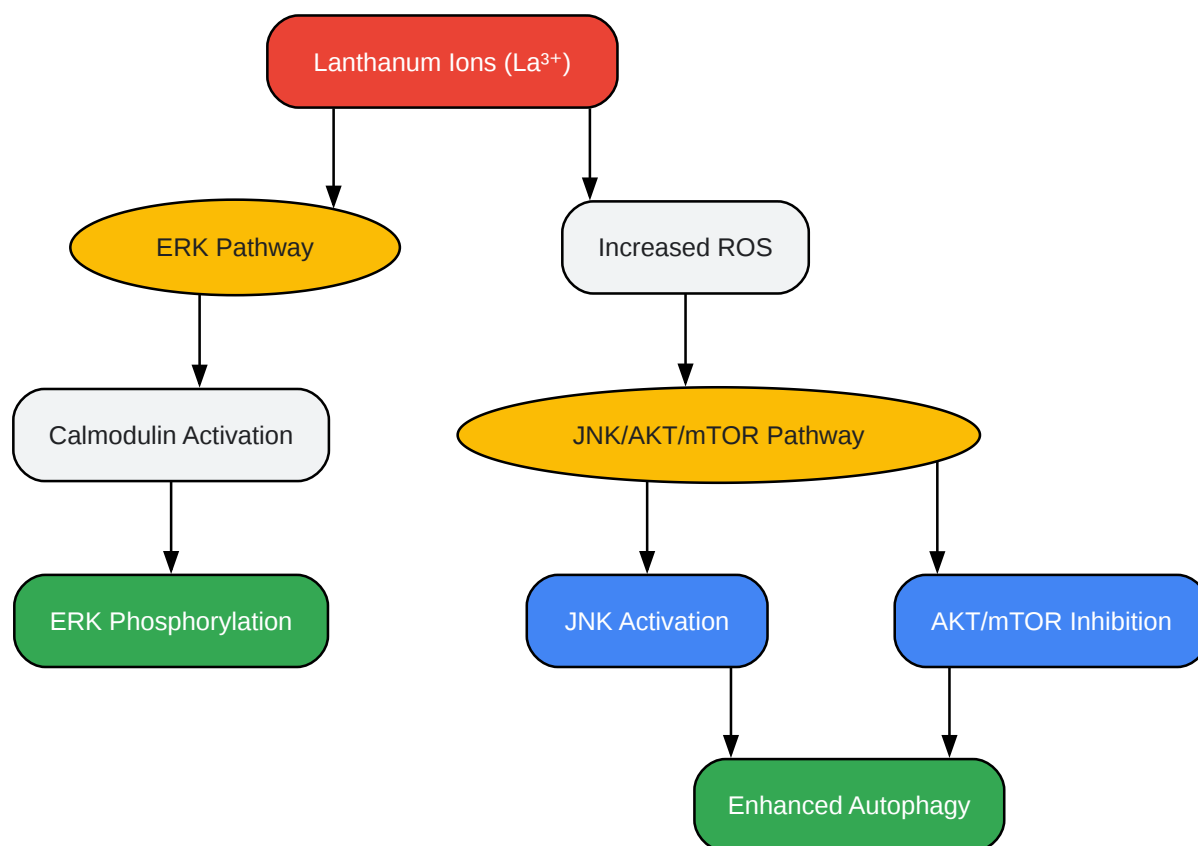 Lanthanum Ions (La³⁺)
ERK Pathway
Increased ROS
Calmodulin Activation
JNK/AKT/mTOR Pathway
ERK Phosphorylation
JNK Activation
AKT/mTOR Inhibition
Enhanced Autophagy